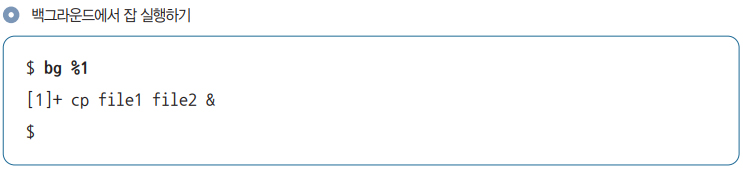 백그라운드에서 잡 실행하기
$ bg %1
[1]+ cp file1 file2 &
$